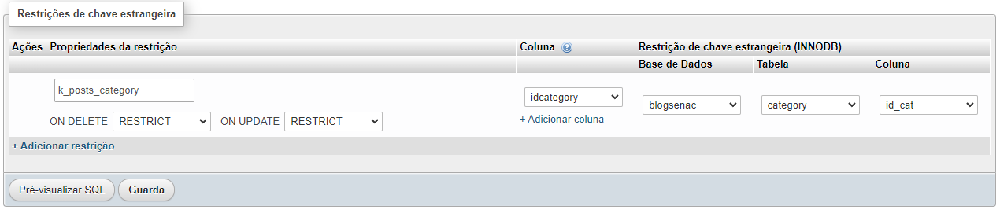 Restrições de chave estrangeira
Ações Propriedades da restrição Coluna Restrição de chave estrangeira (INNODB)
Base de Dados Tabela Coluna
k_posts_category
idcategory
blogsenac category id_cat
ON DELETE RESTRICT ON UPDATE RESTRICT
+ Adicionar coluna
+ Adicionar restrição
Pré-visualizar SQL Guarda